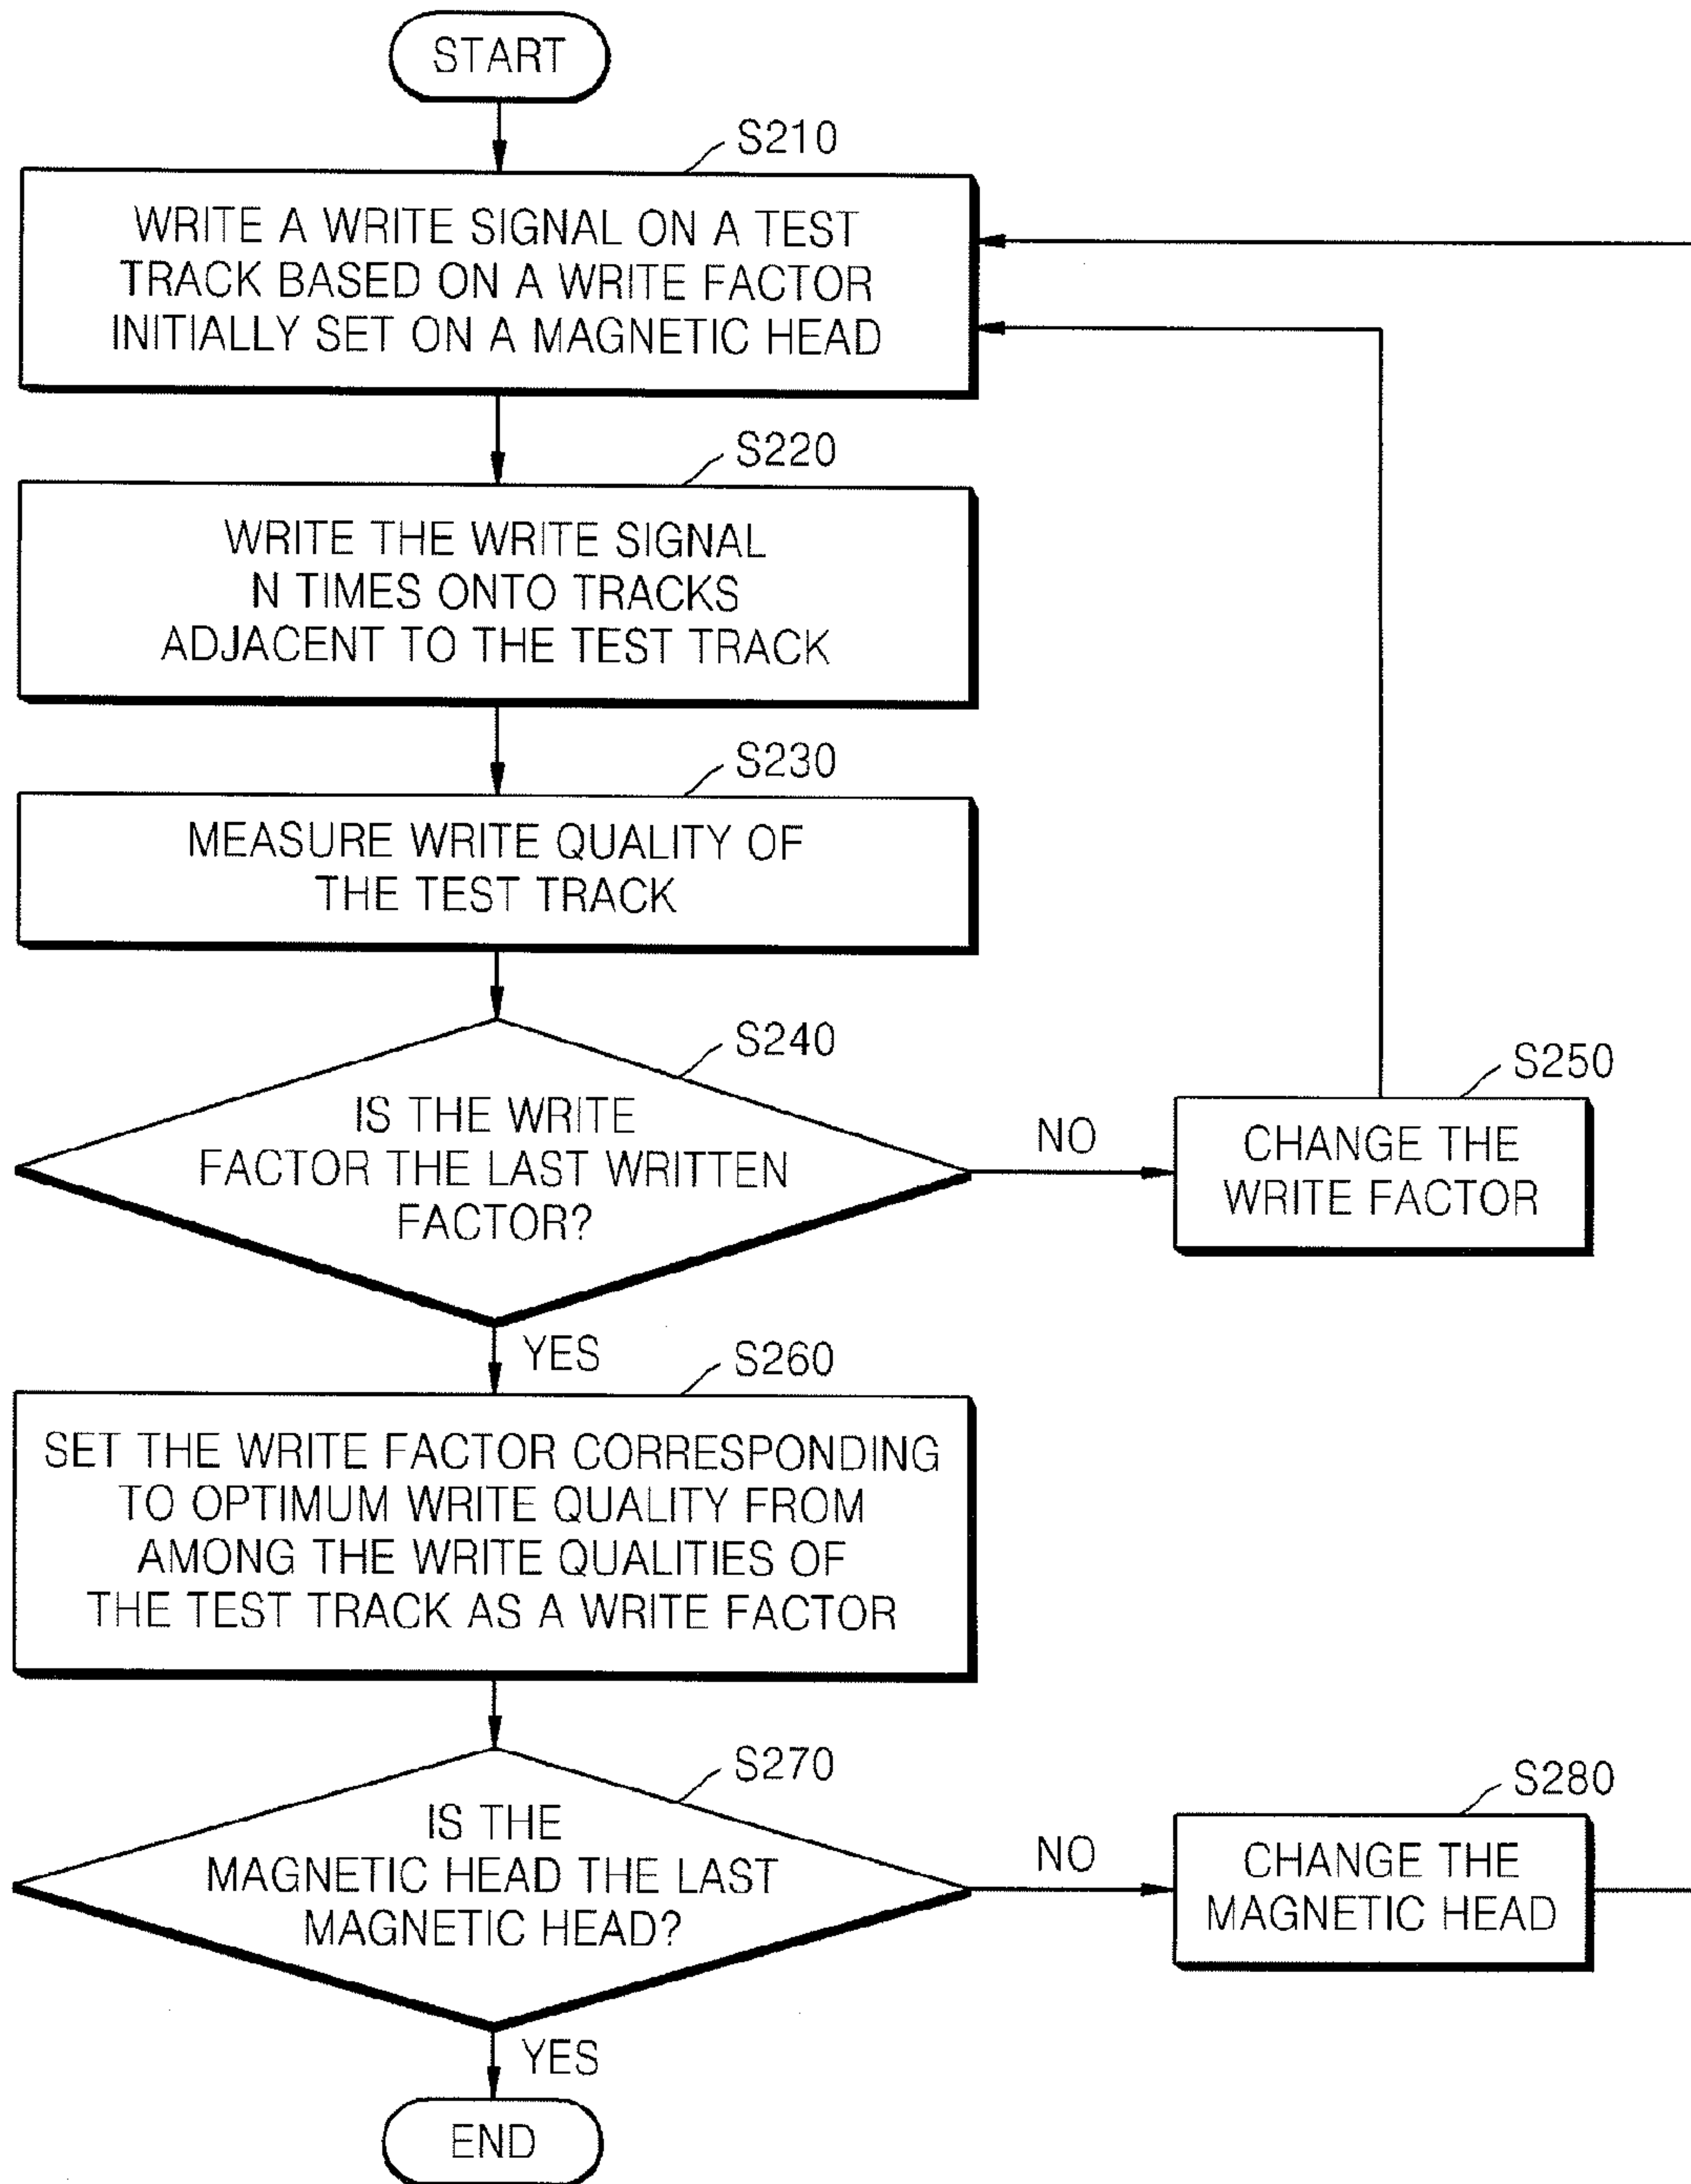 START
S210
WRITE A WRITE SIGNAL ON A TEST
TRACK BASED ON A WRITE FACTOR
INITIALLY SET ON A MAGNETIC HEAD
S220
WRITE THE WRITE SIGNAL
N TIMES ONTO TRACKS
ADJACENT TO THE TEST TRACK
S230
MEASURE WRITE QUALITY OF
THE TEST TRACK
S240
IS THE WRITE
FACTOR THE LAST WRITTEN
FACTOR?
NO
S250
CHANGE THE
WRITE FACTOR
YES
S260
SET THE WRITE FACTOR CORRESPONDING
TO OPTIMUM WRITE QUALITY FROM
AMONG THE WRITE QUALITIES OF
THE TEST TRACK AS A WRITE FACTOR
S270
IS THE
MAGNETIC HEAD THE LAST
MAGNETIC HEAD?
NO
S280
CHANGE THE
MAGNETIC HEAD
YES
END